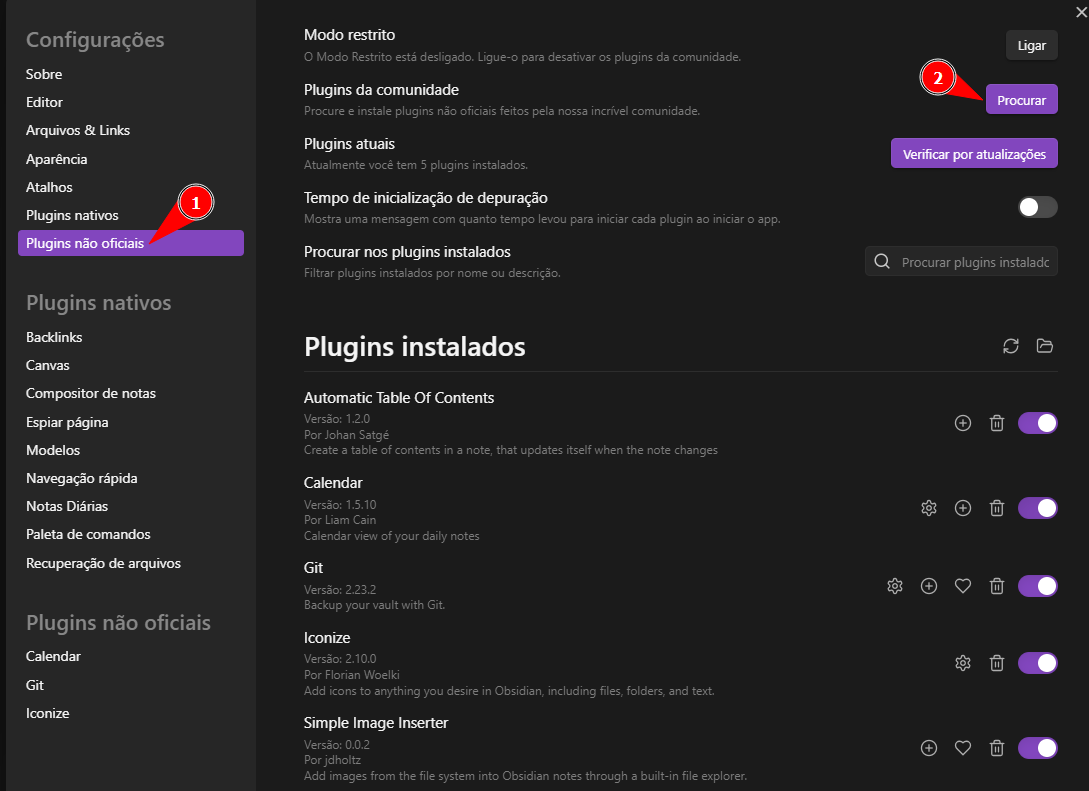 Configurações
Sobre
Editor
Arquivos & Links
Aparência
Atalhos
Plugins nativos
Plugins não oficiais
1
Plugins nativos
Backlinks
Canvas
Compositor de notas
Espiar página
Modelos
Navegação rápida
Notas Diárias
Paleta de comandos
Recuperação de arquivos
Plugins não oficiais
Calendar
Git
Iconize
Modo restrito
O Modo Restrito está desligado. Ligue-o para desativar os plugins da comunidade.
Ligar
Plugins da comunidade
Procure e instale plugins não oficiais feitos pela nossa incrível comunidade.
2
Procurar
Plugins atuais
Atualmente você tem 5 plugins instalados.
Verificar por atualizações
Tempo de inicialização de depuração
Mostra uma mensagem com quanto tempo levou para iniciar cada plugin ao iniciar o app.
Procurar nos plugins instalados
Filtrar plugins instalados por nome ou descrição.
Procurar plugins instalado
Plugins instalados
Automatic Table Of Contents
Versão: 1.2.0
Por Johan Satgé
Create a table of contents in a note, that updates itself when the note changes
Calendar
Versão: 1.5.10
Por Liam Cain
Calendar view of your daily notes
Git
Versão: 2.23.2
Backup your vault with Git.
Iconize
Versão: 2.10.0
Por Florian Woelki
Add icons to anything you desire in Obsidian, including files, folders, and text.
Simple Image Inserter
Versão: 0.0.2
Por jdholtz
Add images from the file system into Obsidian notes through a built-in file explorer.